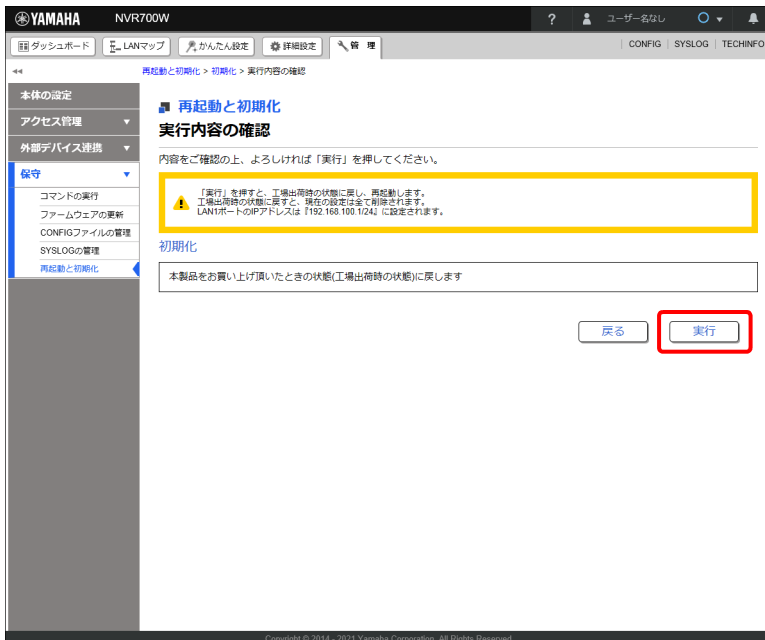 YAMAHA NVR700W ? ユーザー名なし
ダッシュボード LANマップ かんたん設定 詳細設定 管 理 CONFIG SYSLOG TECHINFO
再起動と初期化 > 初期化 > 実行内容の確認
本体の設定
アクセス管理
外部デバイス連携
保守
コマンドの実行
ファームウェアの更新
CONFIGファイルの管理
SYSLOGの管理
再起動と初期化
再起動と初期化
実行内容の確認
内容をご確認の上、よろしければ「実行」を押してください。
「実行」を押すと、工場出荷時の状態に戻し、再起動します。
工場出荷時の状態に戻すと、現在の設定は全て削除されます。
LAN1ポートのIPアドレスは『192.168.100.1/24』に設定されます。
初期化
本製品をお買い上げ頂いたときの状態(工場出荷時の状態)に戻します
戻る 実行
Copyright © 2014 - 2021 Yamaha Corporation. All Rights Reserved.